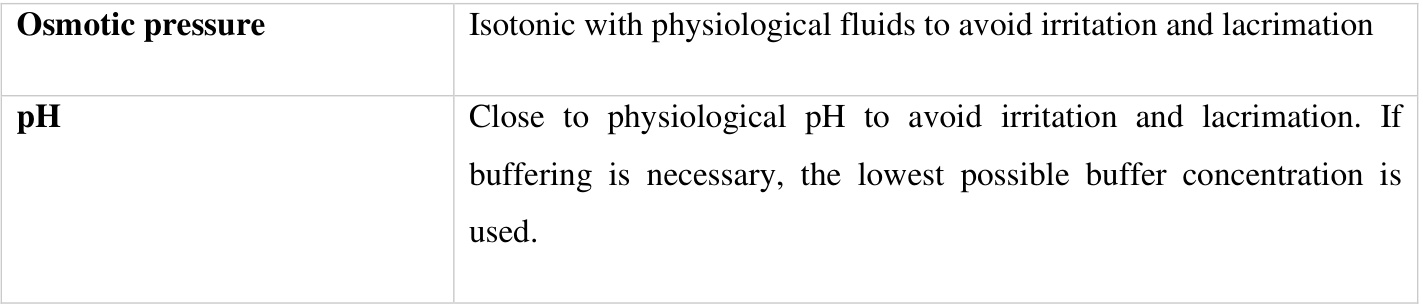 Osmotic pressure
Isotonic with physiological fluids to avoid irritation and lacrimation
pH
Close to physiological pH to avoid irritation and lacrimation. If
buffering is necessary, the lowest possible buffer concentration is
used.